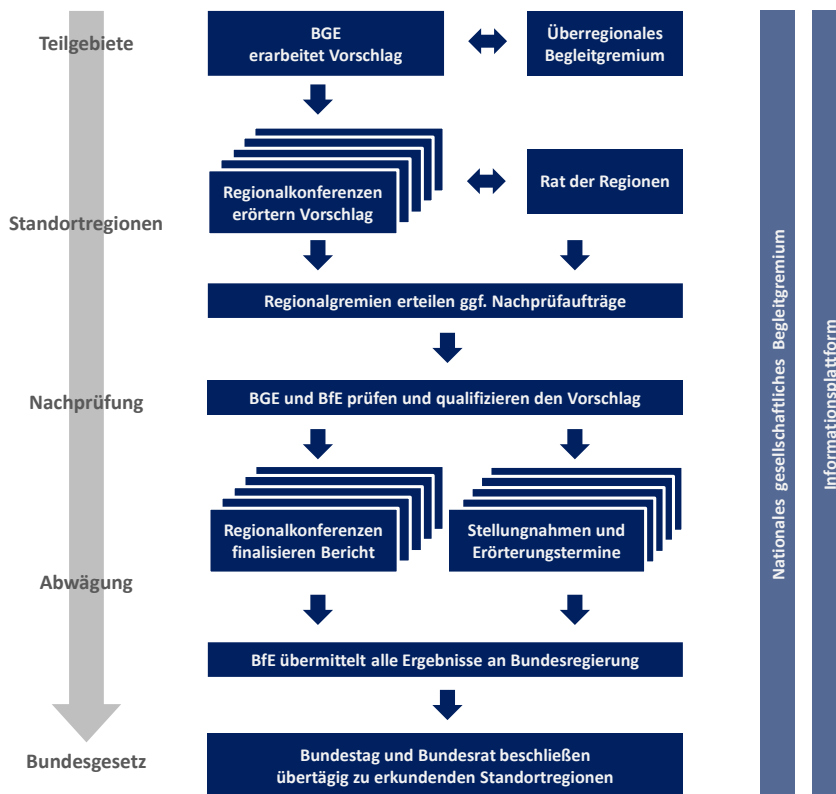 Teilgebiete
BGE
erarbeitet Vorschlag
Überregionales
Begleitgremium
Standortregionen
Regionalkonferenzen
erörtern Vorschlag
Rat der Regionen
Regionalgremien erteilen ggf. Nachprüfaufträge
Nachprüfung
BGE und BfE prüfen und qualifizieren den Vorschlag
Regionalkonferenzen
finalisieren Bericht
Stellungnahmen und
Erörterungstermine
Abwägung
BfE übermittelt alle Ergebnisse an Bundesregierung
Bundesgesetz
Bundestag und Bundesrat beschließen
übertägig zu erkundenden Standortregionen
Nationales gesellschaftliches Begleitgremium
Informationsplattform